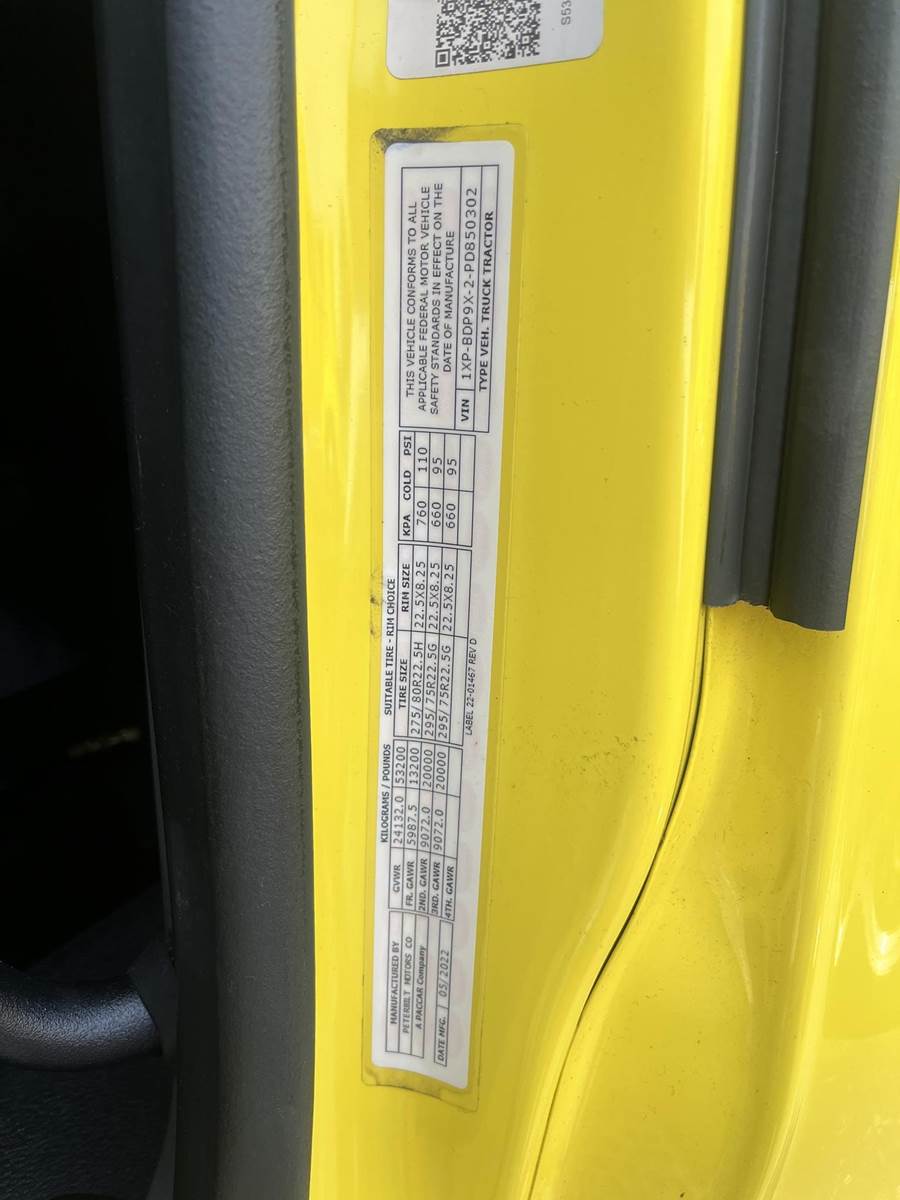 S53
MANUFACTURED BY
PETERBILT MOTORS CO
A PACCAR Company
DATE MFG. 05/2022
KILOGRAMS / POUNDS
GVWR 24132.0 53200
FR. GAWR 5987.5 13200
2ND. GAWR 9072.0 20000
3RD. GAWR 9072.0 20000
4TH. GAWR
SUITABLE TIRE - RIM CHOICE
TIRE SIZE RIM SIZE
275/80R22.5H 22.5X8.25
295/75R22.5G 22.5X8.25
295/75R22.5G 22.5X8.25
LABEL 22-01467 REV D
KPA COLD PSI
760 110
660 95
660 95
THIS VEHICLE CONFORMS TO ALL
APPLICABLE FEDERAL MOTOR VEHICLE
SAFETY STANDARDS IN EFFECT ON THE
DATE OF MANUFACTURE
VIN 1XP-BDP9X-2-PD850302
TYPE VEH. TRUCK TRACTOR